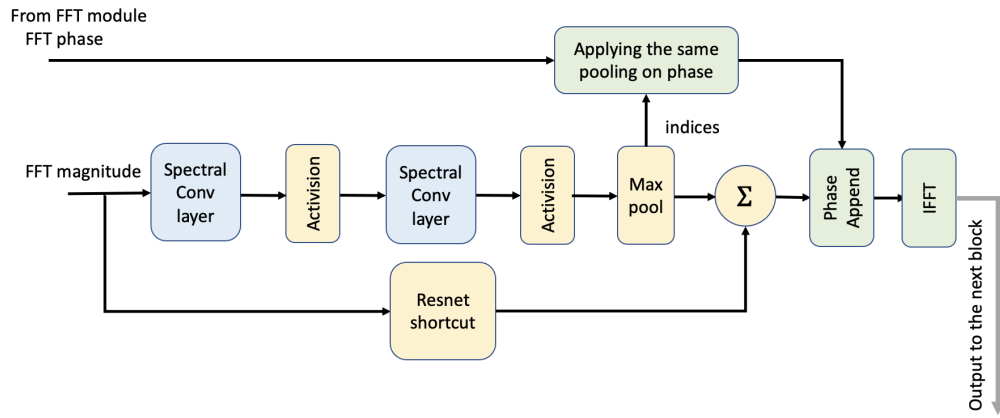 From FFT module
FFT phase
Applying the same
pooling on phase
indices
FFT magnitude
Spectral
Conv
layer
Activision
Spectral
Conv
layer
Activision
Max
pool
Σ
Phase
Append
IFFT
Resnet
shortcut
Output to the next block